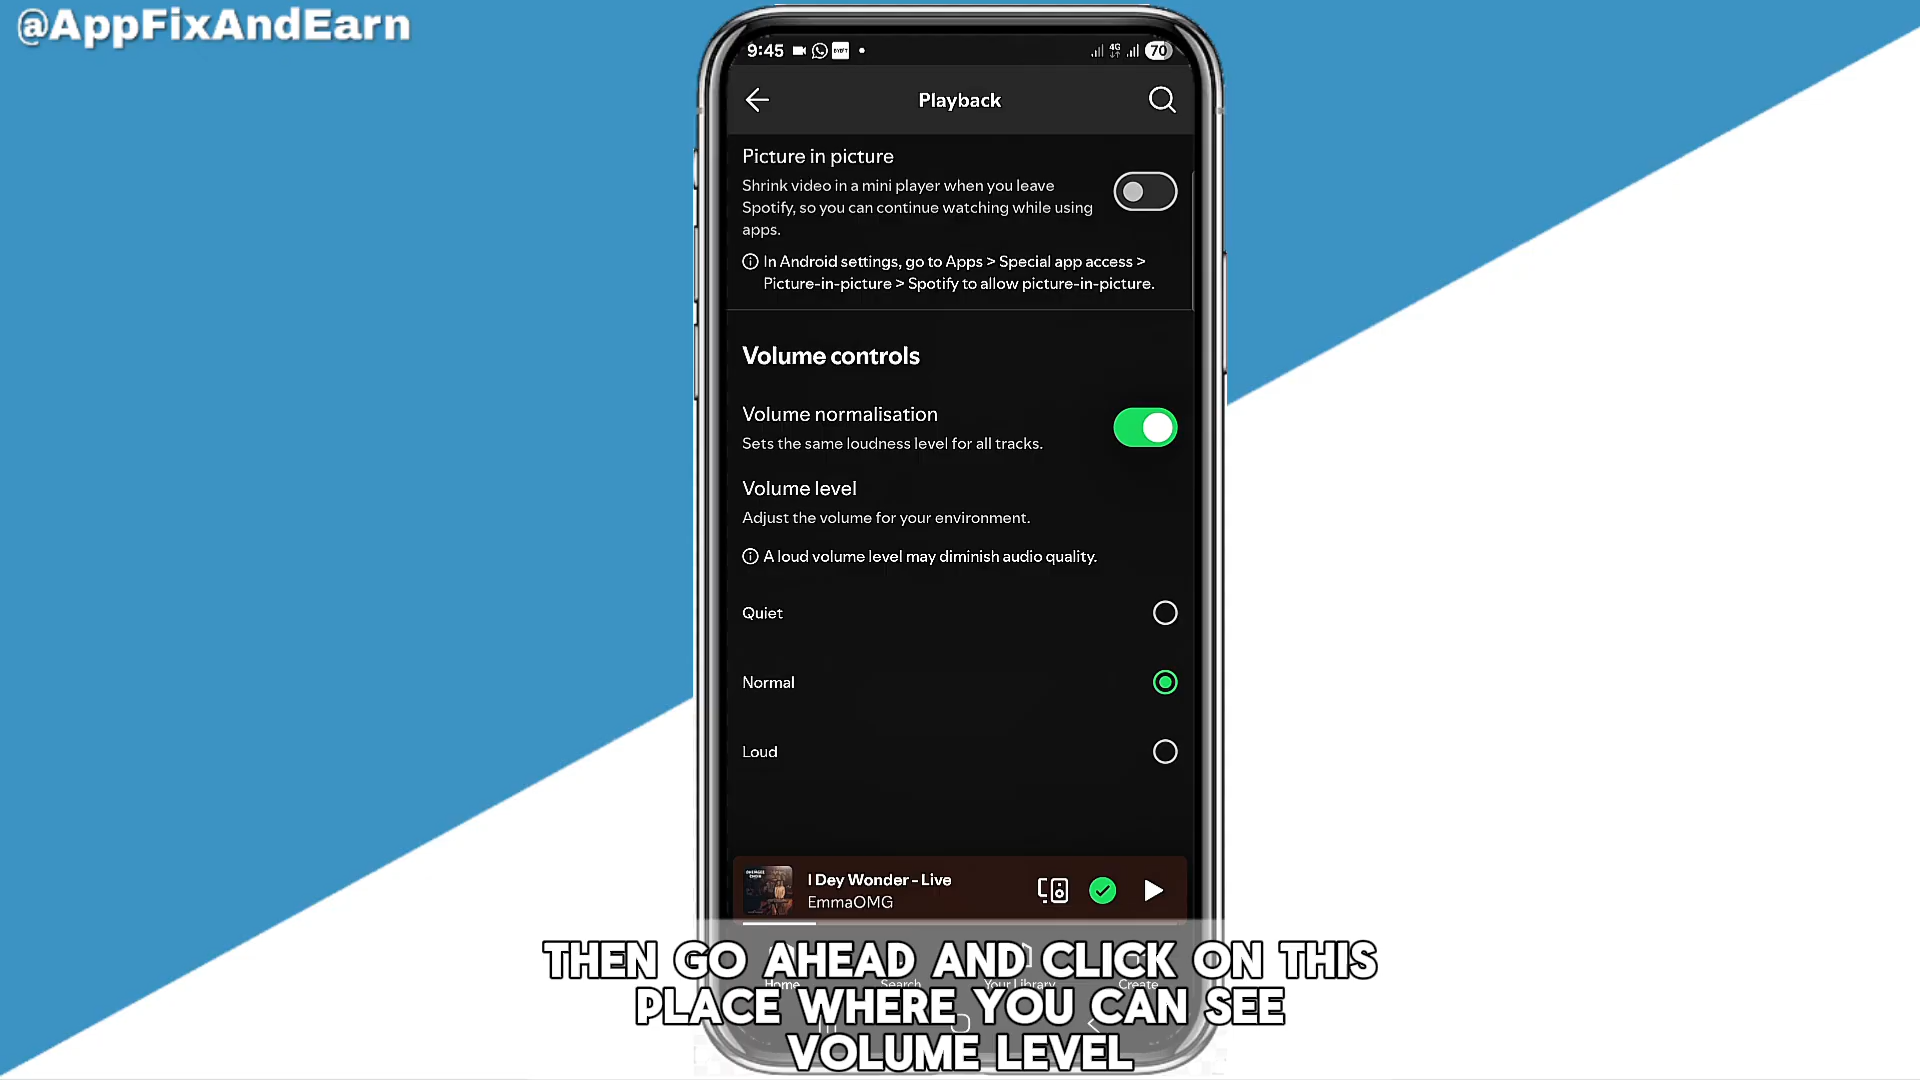 @AppFixAndEarn
9:45
4G
70
Playback
Picture in picture
Shrink video in a mini player when you leave
Spotify, so you can continue watching while using
apps.
In Android settings, go to Apps > Special app access >
Picture-in-picture > Spotify to allow picture-in-picture.
Volume controls
Volume normalisation
Sets the same loudness level for all tracks.
Volume level
Adjust the volume for your environment.
A loud volume level may diminish audio quality.
Quiet
Normal
Loud
I Dey Wonder - Live
EmmaOMG
Home
Search
Your Library
Create
THEN GO AHEAD AND CLICK ON THIS
PLACE WHERE YOU CAN SEE
VOLUME LEVEL